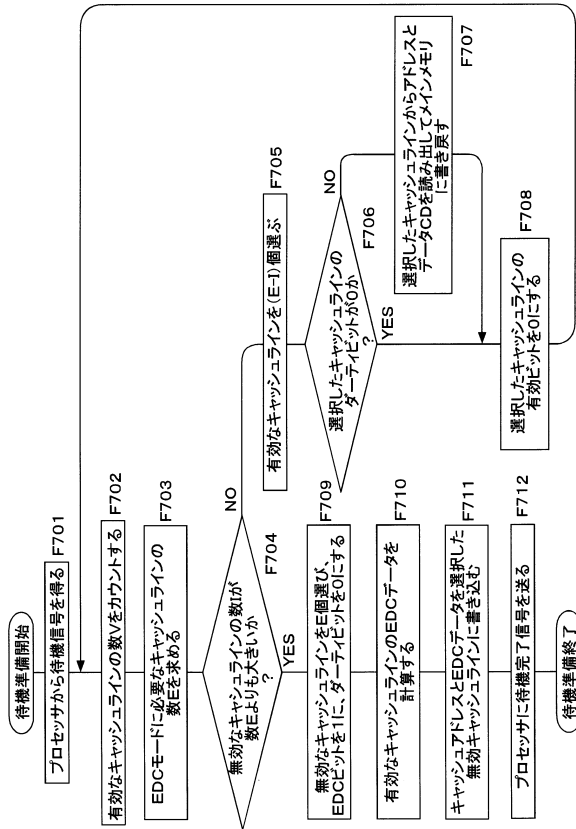 待機準備開始
プロセッサから待機信号を得る
F701
有効なキャッシュラインの数Vをカウントする
F702
EDCモードに必要なキャッシュラインの
数Eを求める
F703
無効なキャシュラインの数Iが
数Eよりも大きいか
?
F704
NO
YES
有効なキャッシュラインを(E-I)個選ぶ
F705
選択したキャッシュラインの
ダーティビットが0か
?
F706
NO
YES
選択したキャッシュラインからアドレスと
データCDを読み出してメインメモリ
に書き戻す
F707
選択したキャッシュラインの
有効ビットを0にする
F708
無効なキャッシュラインをE個選び、
EDCビットを1に、ダーティビットを0にする
F709
有効なキャッシュラインのEDCデータを
計算する
F710
キャッシュアドレスとEDCデータを選択した
無効キャッシュラインに書き込む
F711
プロセッサに待機完了信号を送る
F712
待機準備終了